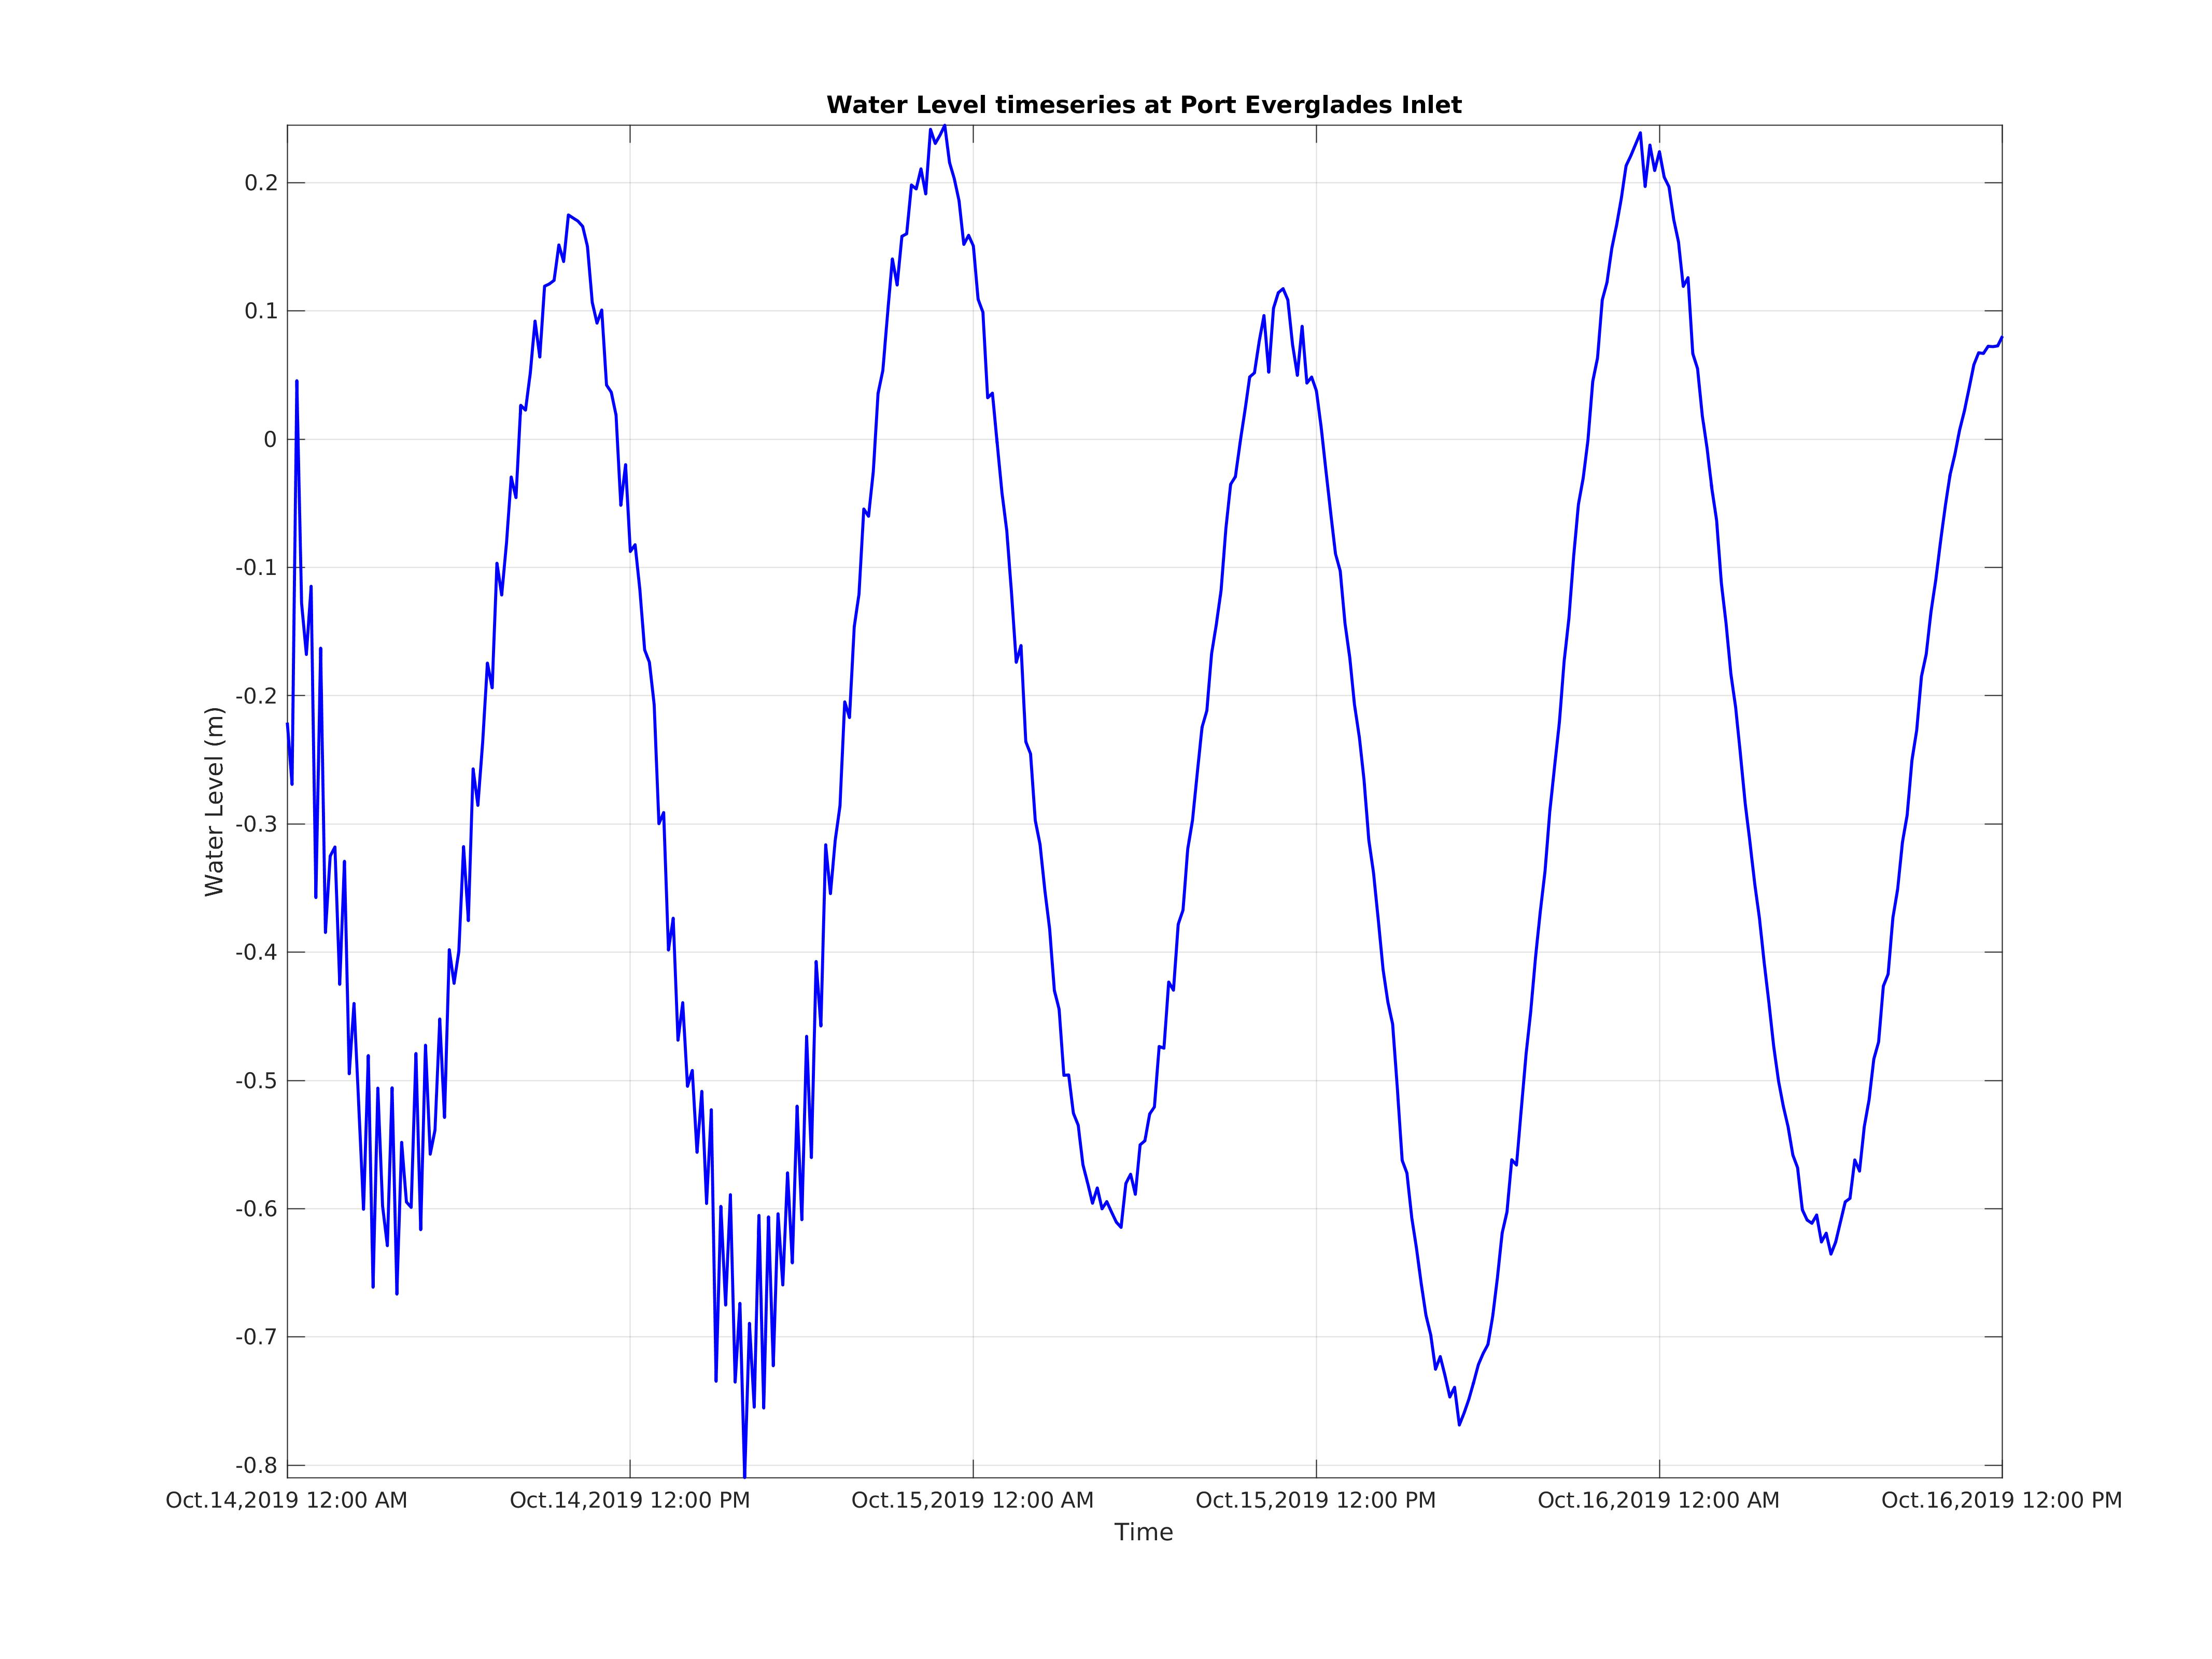 Water Level timeseries at Port Everglades Inlet
0.2
0.1
0
-0.1
-0.2
-0.3
-0.4
-0.5
-0.6
-0.7
-0.8
Water Level (m)
Oct.14,2019 12:00 AM
Oct.14,2019 12:00 PM
Oct.15,2019 12:00 AM
Oct.15,2019 12:00 PM
Oct.16,2019 12:00 AM
Oct.16,2019 12:00 PM
Time